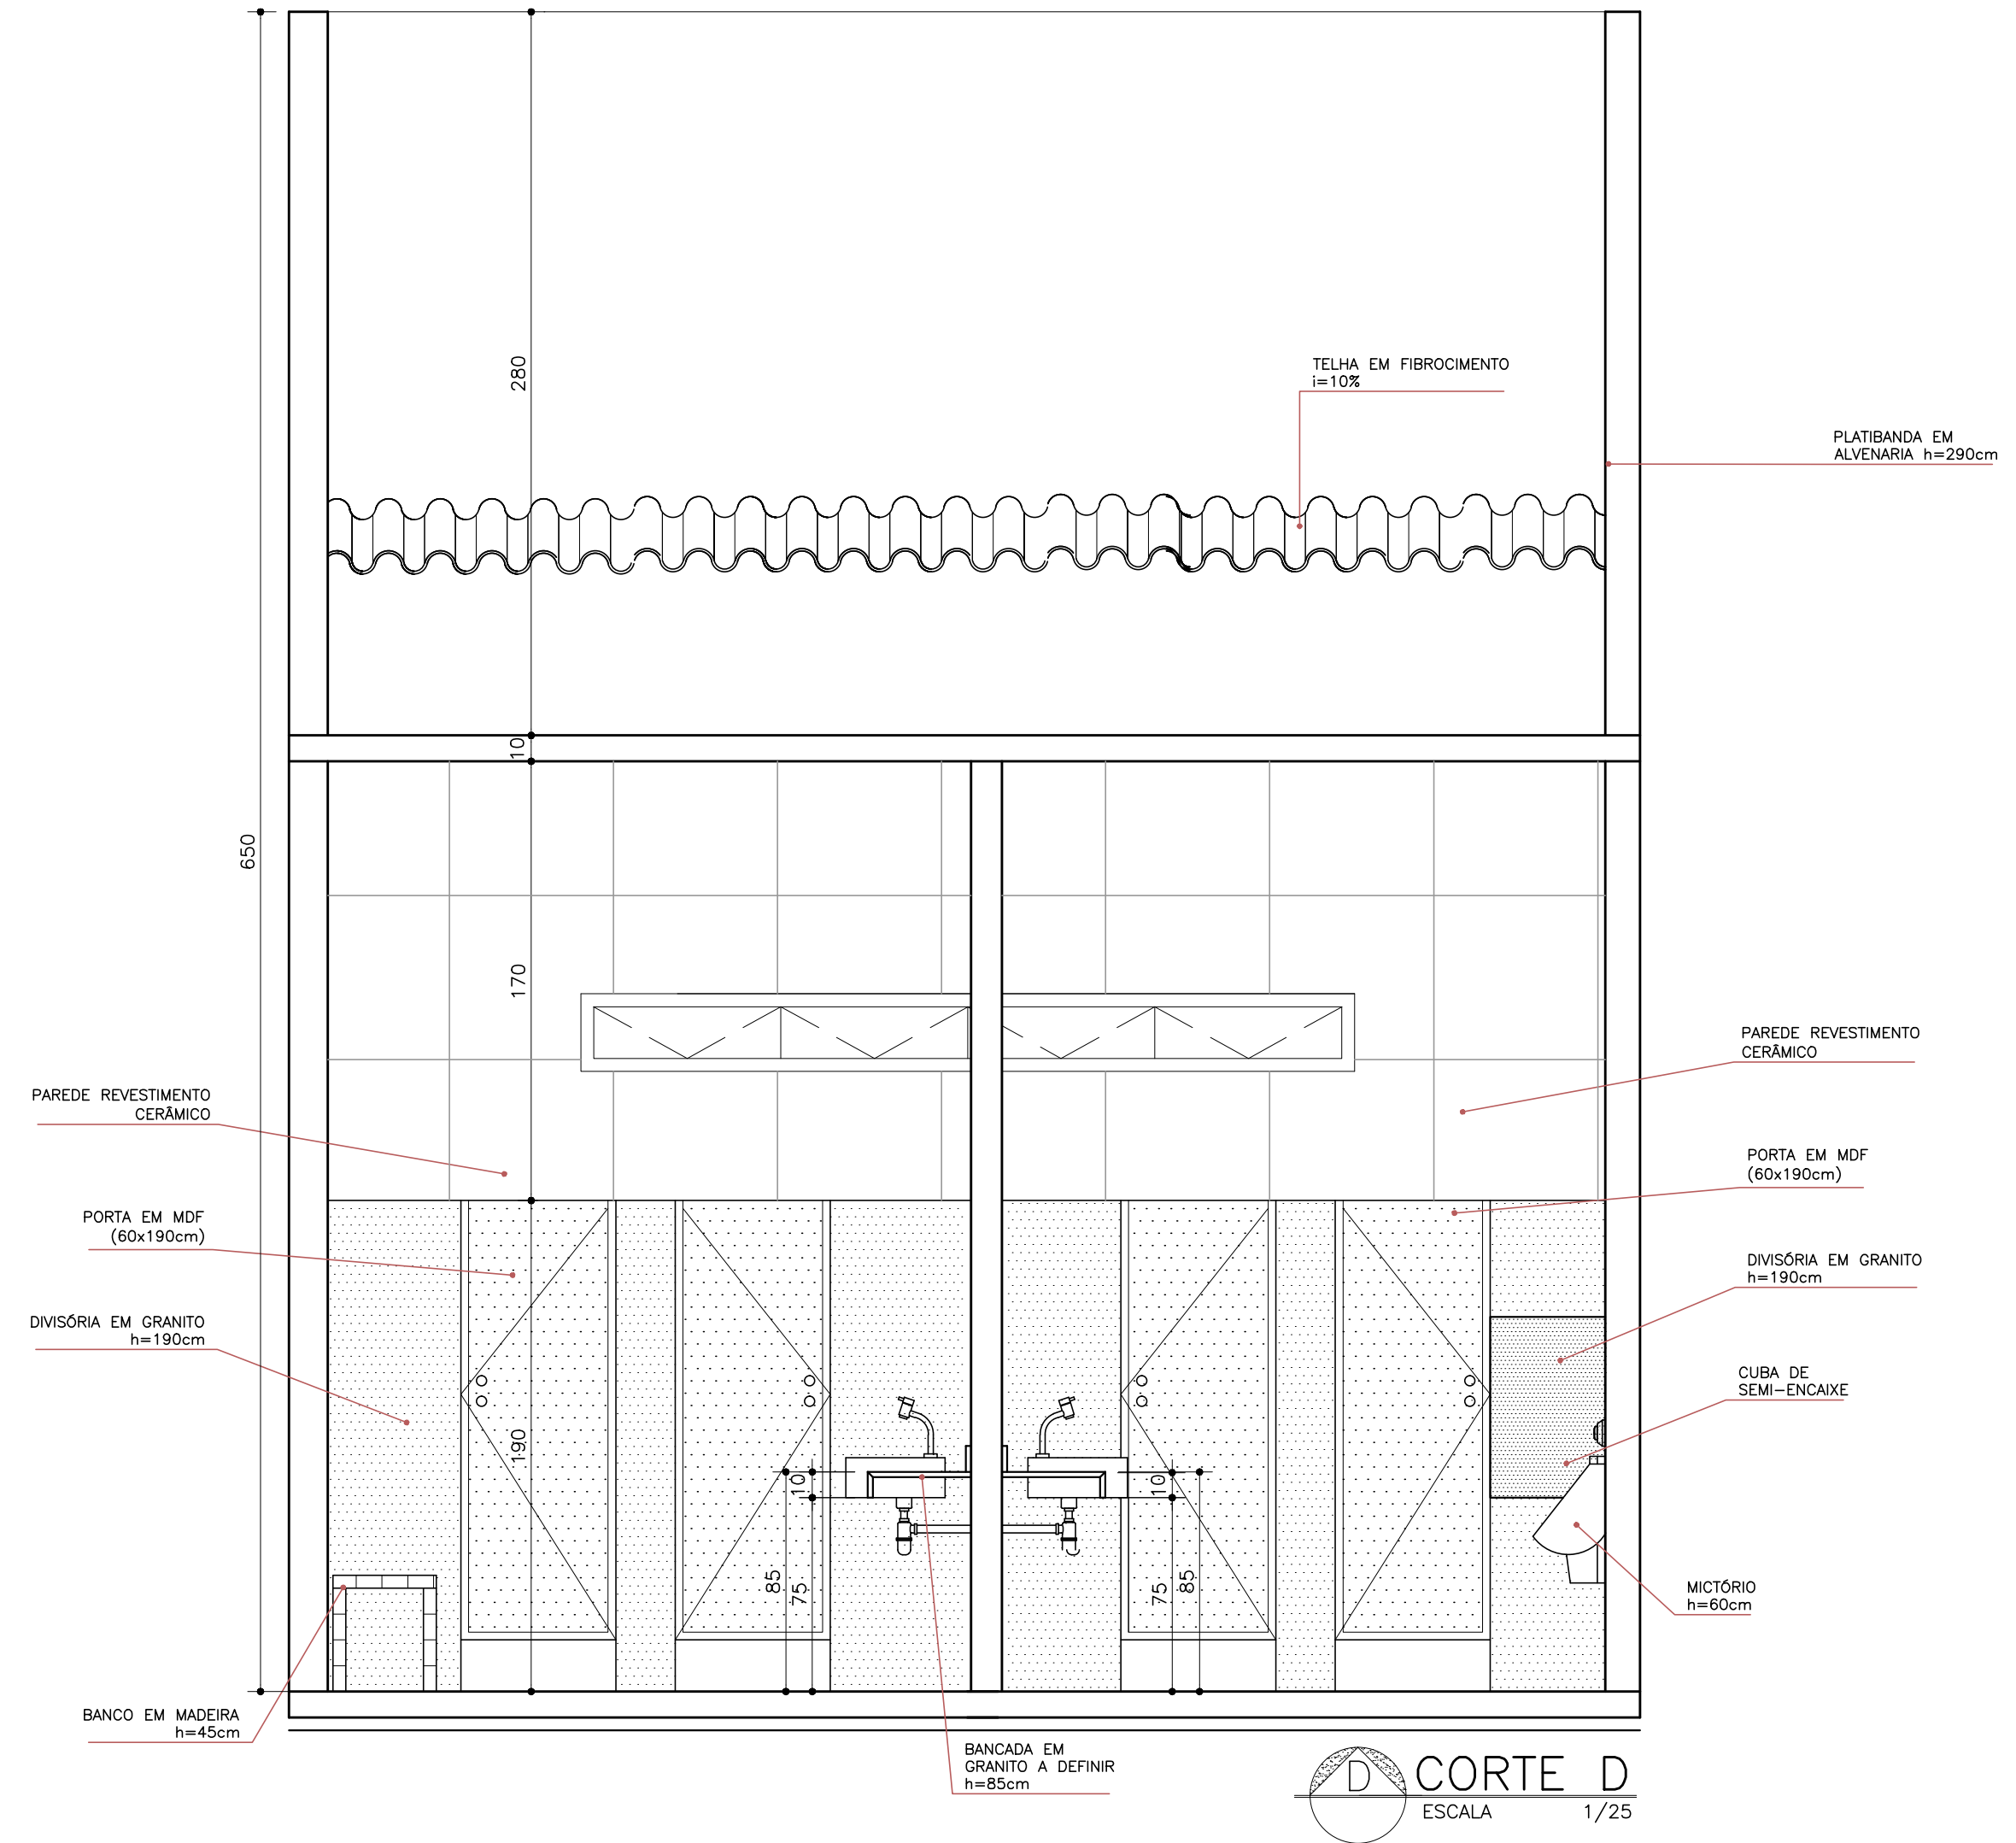 280
TELHA EM FIBROCIMENTO
i=10%
PLATIBANDA EM
ALVENARIA h=290cm
10
650
170
PAREDE REVESTIMENTO
CERÂMICO
PAREDE REVESTIMENTO
CERÂMICO
PORTA EM MDF
(60x190cm)
PORTA EM MDF
(60x190cm)
DIVISÓRIA EM GRANITO
h=190cm
DIVISÓRIA EM GRANITO
h=190cm
CUBA DE
SEMI-ENCAIXE
190
10
10
85
75
75
85
MICTÓRIO
h=60cm
BANCO EM MADEIRA
h=45cm
BANCADA EM
GRANITO A DEFINIR
h=85cm
D
CORTE D
ESCALA 1/25